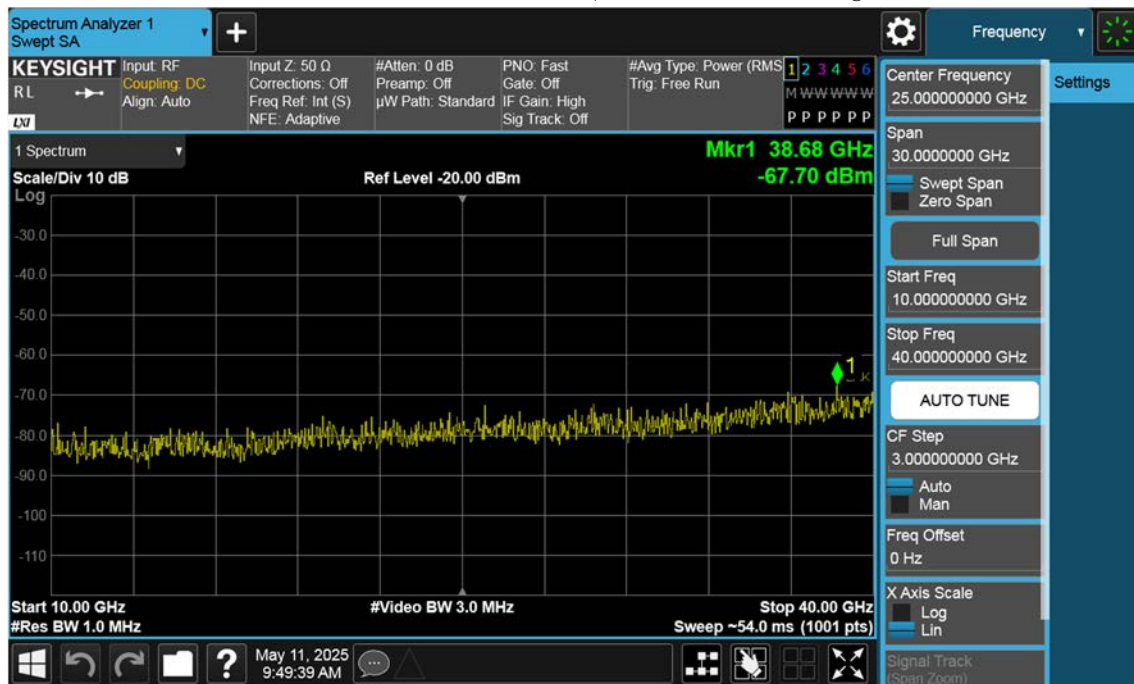 Spectrum Analyzer 1
Swept SA
Frequency
KEYSIGHT
RL
LXI
Input: RF
Coupling: DC
Align: Auto
Input Z: 50 Ω
Corrections: Off
Freq Ref: Int (S)
NFE: Adaptive
#Atten: 0 dB
Preamp: Off
µW Path: Standard
PNO: Fast
Gate: Off
IF Gain: High
Sig Track: Off
#Avg Type: Power (RMS
Trig: Free Run
1 2 3 4 5 6
M W W W W W
P P P P P P
1 Spectrum
Scale/Div 10 dB
Ref Level -20.00 dBm
Mkr1 38.68 GHz
-67.70 dBm
Log
-30.0
-40.0
-50.0
-60.0
-70.0
-80.0
-90.0
-100
-110
1
Start 10.00 GHz
#Res BW 1.0 MHz
#Video BW 3.0 MHz
Stop 40.00 GHz
Sweep ~54.0 ms (1001 pts)
?
May 11, 2025
9:49:39 AM
Center Frequency
25.000000000 GHz
Span
30.0000000 GHz
Swept Span
Zero Span
Full Span
Start Freq
10.000000000 GHz
Stop Freq
40.000000000 GHz
AUTO TUNE
CF Step
3.000000000 GHz
Auto
Man
Freq Offset
0 Hz
X Axis Scale
Log
Lin
Signal Track
(Span Zoom)
Settings